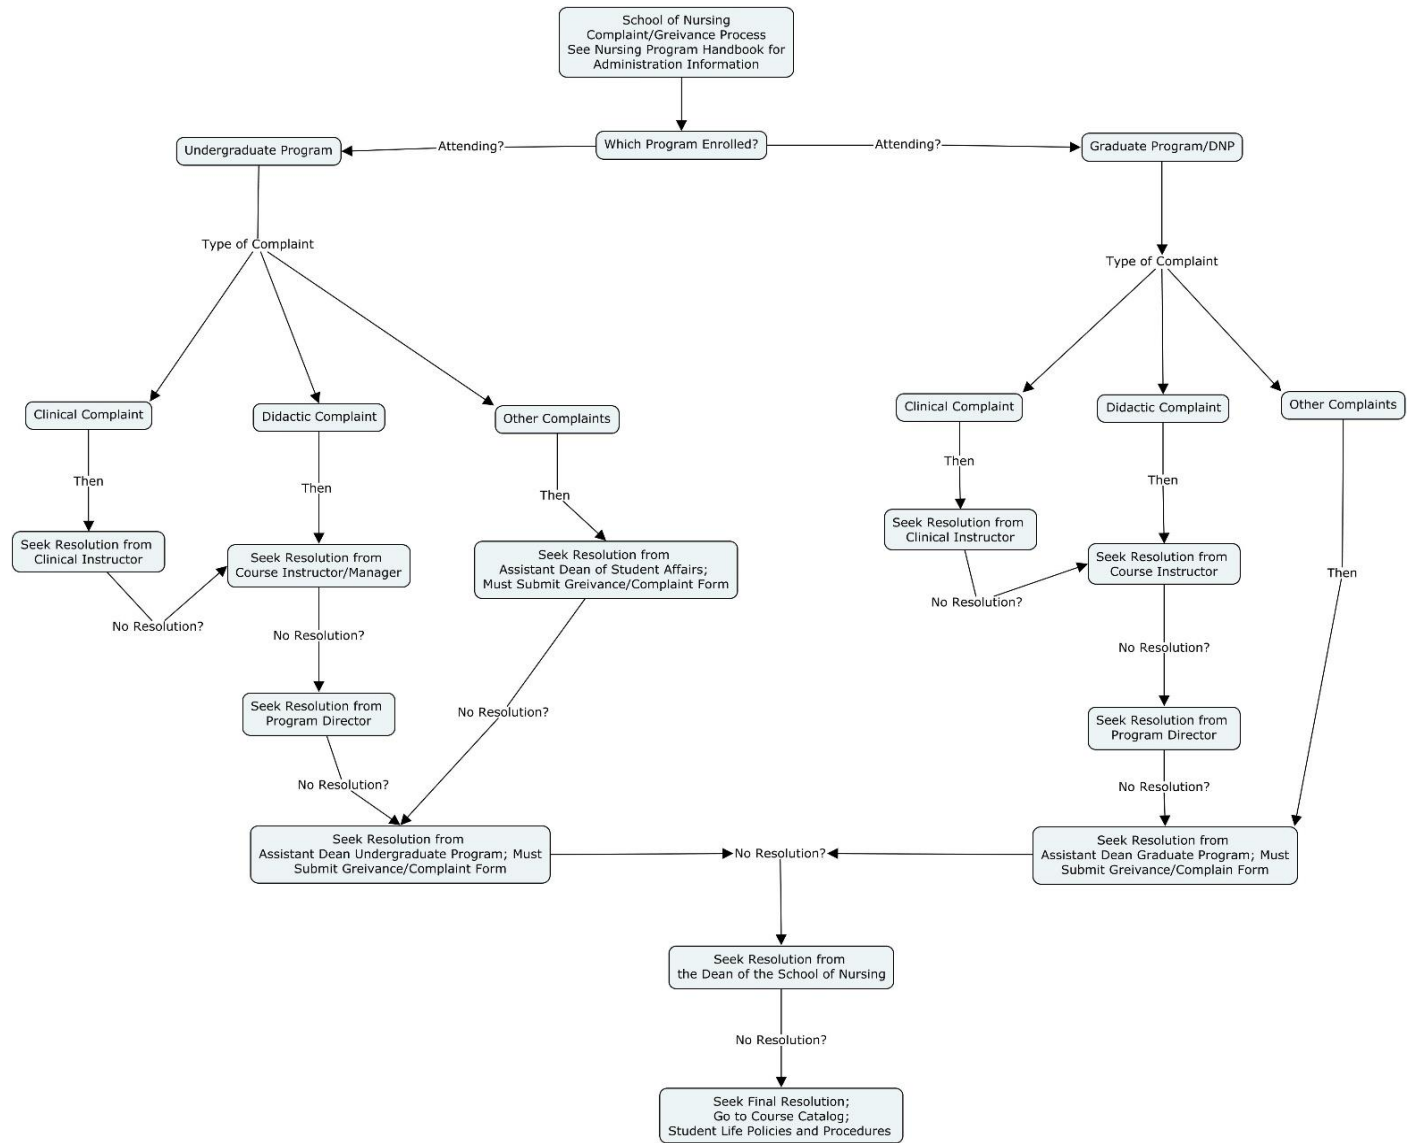 School of Nursing
Complaint/Greivance Process
See Nursing Program Handbook for
Administration Information
Undergraduate Program
Attending?
Which Program Enrolled?
Attending?
Graduate Program/DNP
Type of Complaint
Type of Complaint
Clinical Complaint
Didactic Complaint
Other Complaints
Clinical Complaint
Didactic Complaint
Other Complaints
Then
Then
Then
Then
Then
Then
Seek Resolution from
Clinical Instructor
Seek Resolution from
Course Instructor/Manager
Seek Resolution from
Assistant Dean of Student Affairs;
Must Submit Greivance/Complaint Form
Seek Resolution from
Clinical Instructor
Seek Resolution from
Course Instructor
No Resolution?
No Resolution?
No Resolution?
No Resolution?
Seek Resolution from
Program Director
No Resolution?
Seek Resolution from
Program Director
No Resolution?
No Resolution?
Seek Resolution from
Assistant Dean Undergraduate Program; Must
Submit Greivance/Complaint Form
No Resolution?
Seek Resolution from
Assistant Dean Graduate Program; Must
Submit Greivance/Complain Form
Seek Resolution from
the Dean of the School of Nursing
No Resolution?
Seek Final Resolution;
Go to Course Catalog;
Student Life Policies and Procedures